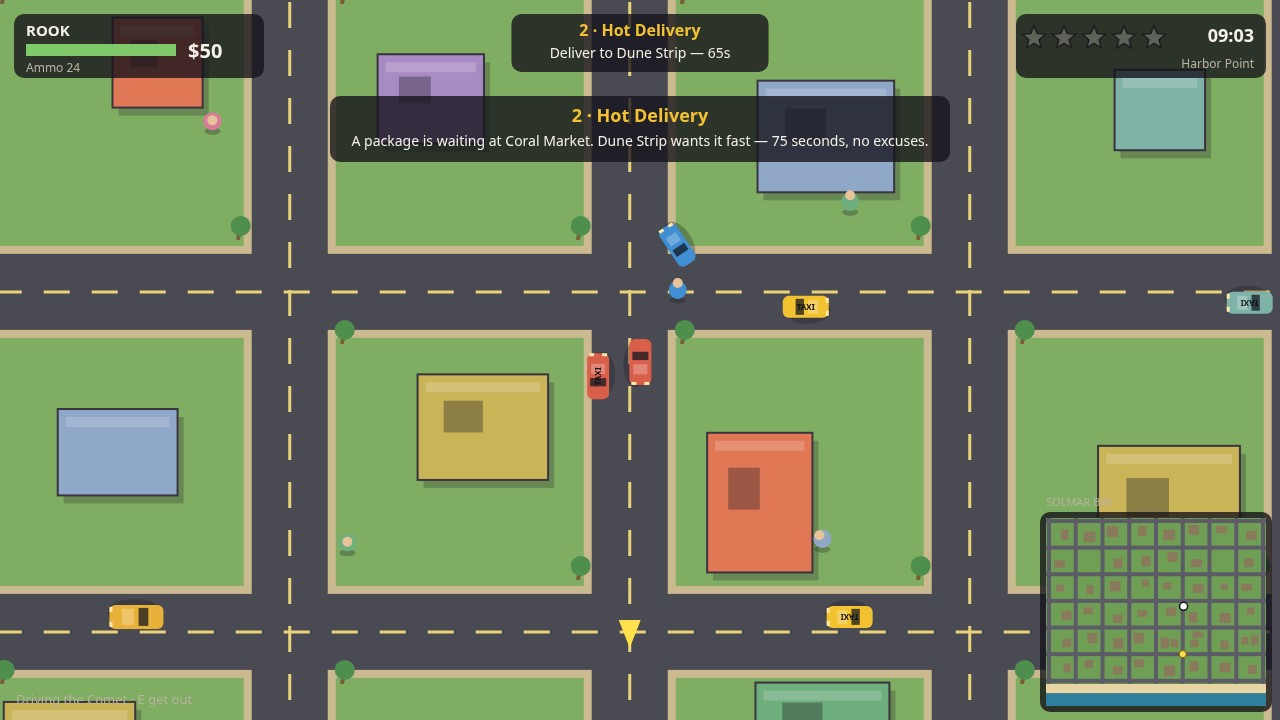 ROOK
$50
Ammo 24
2 · Hot Delivery
Deliver to Dune Strip — 65s
09:03
Harbor Point
2 · Hot Delivery
A package is waiting at Coral Market. Dune Strip wants it fast — 75 seconds, no excuses.
TAXI
TAXI
TAXI
TAXI
SOLMAR
Driving the Comet · E get out